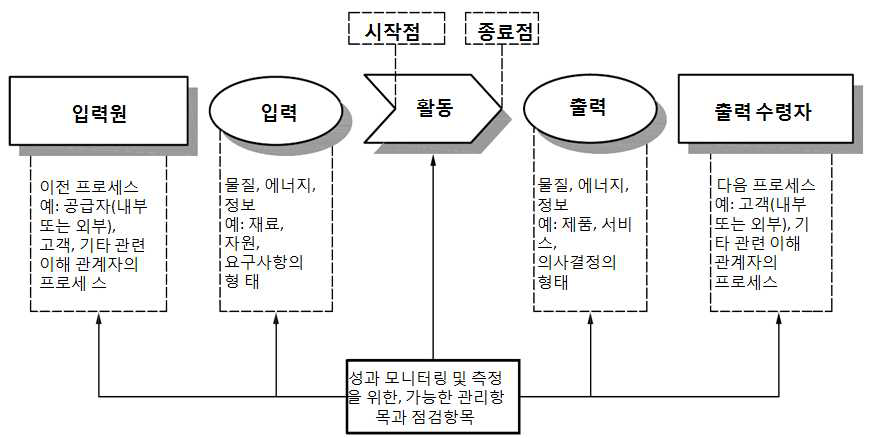 시작점
종료점
입력원
입력
활동
출력
출력 수령자
이전 프로세스
예: 공급자(내부
또는 외부),
고객, 기타 관련
이해 관계자의
프로세 스
물질, 에너지,
정보
예: 재료,
자원,
요구사항의
형 태
물질, 에너지,
정보
예: 제품, 서비
스,
의사결정의
형태
다음 프로세스
예: 고객(내부
또는 외부), 기
타 관련 이해
관계자의
프로세스
성과 모니터링 및 측정
을 위한, 가능한 관리항
목과 점검항목